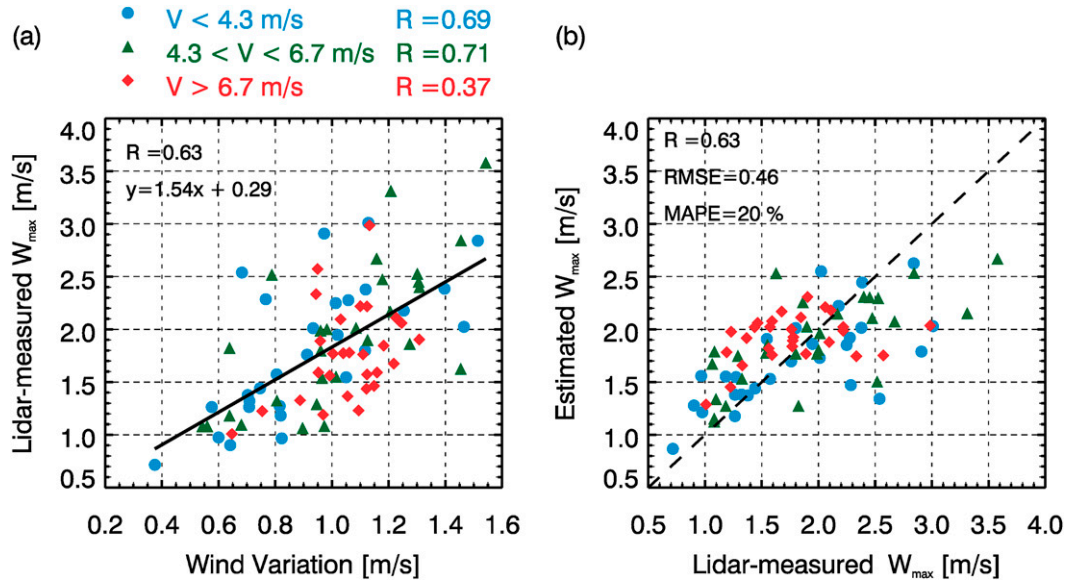 (a)
V < 4.3 m/s R =0.69
4.3 < V < 6.7 m/s R =0.71
V > 6.7 m/s R =0.37
(b)
Lidar-measured Wmax [m/s]
4.0
3.5
3.0
2.5
2.0
1.5
1.0
0.5
R =0.63
y=1.54x + 0.29
0.2 0.4 0.6 0.8 1.0 1.2 1.4 1.6
Wind Variation [m/s]
Estimated Wmax [m/s]
4.0
3.5
3.0
2.5
2.0
1.5
1.0
0.5
R =0.63
RMSE=0.46
MAPE=20 %
0.5 1.0 1.5 2.0 2.5 3.0 3.5 4.0
Lidar-measured Wmax [m/s]